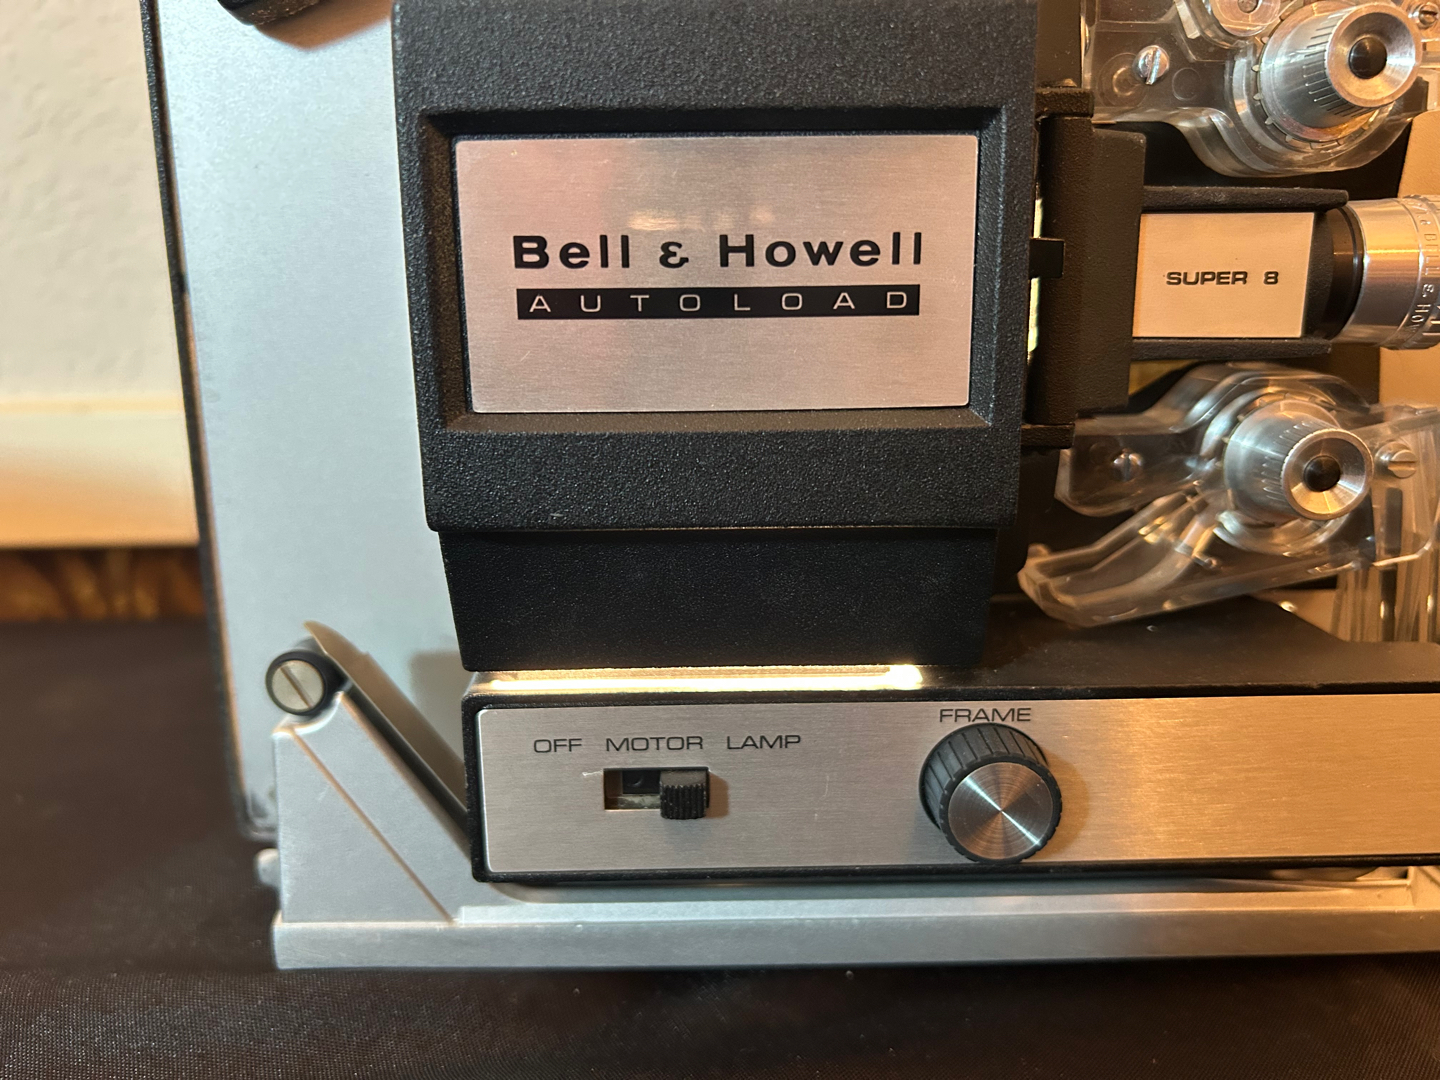 Bell & Howell
AUTOLOAD
SUPER 8
FRAME
OFF MOTOR LAMP